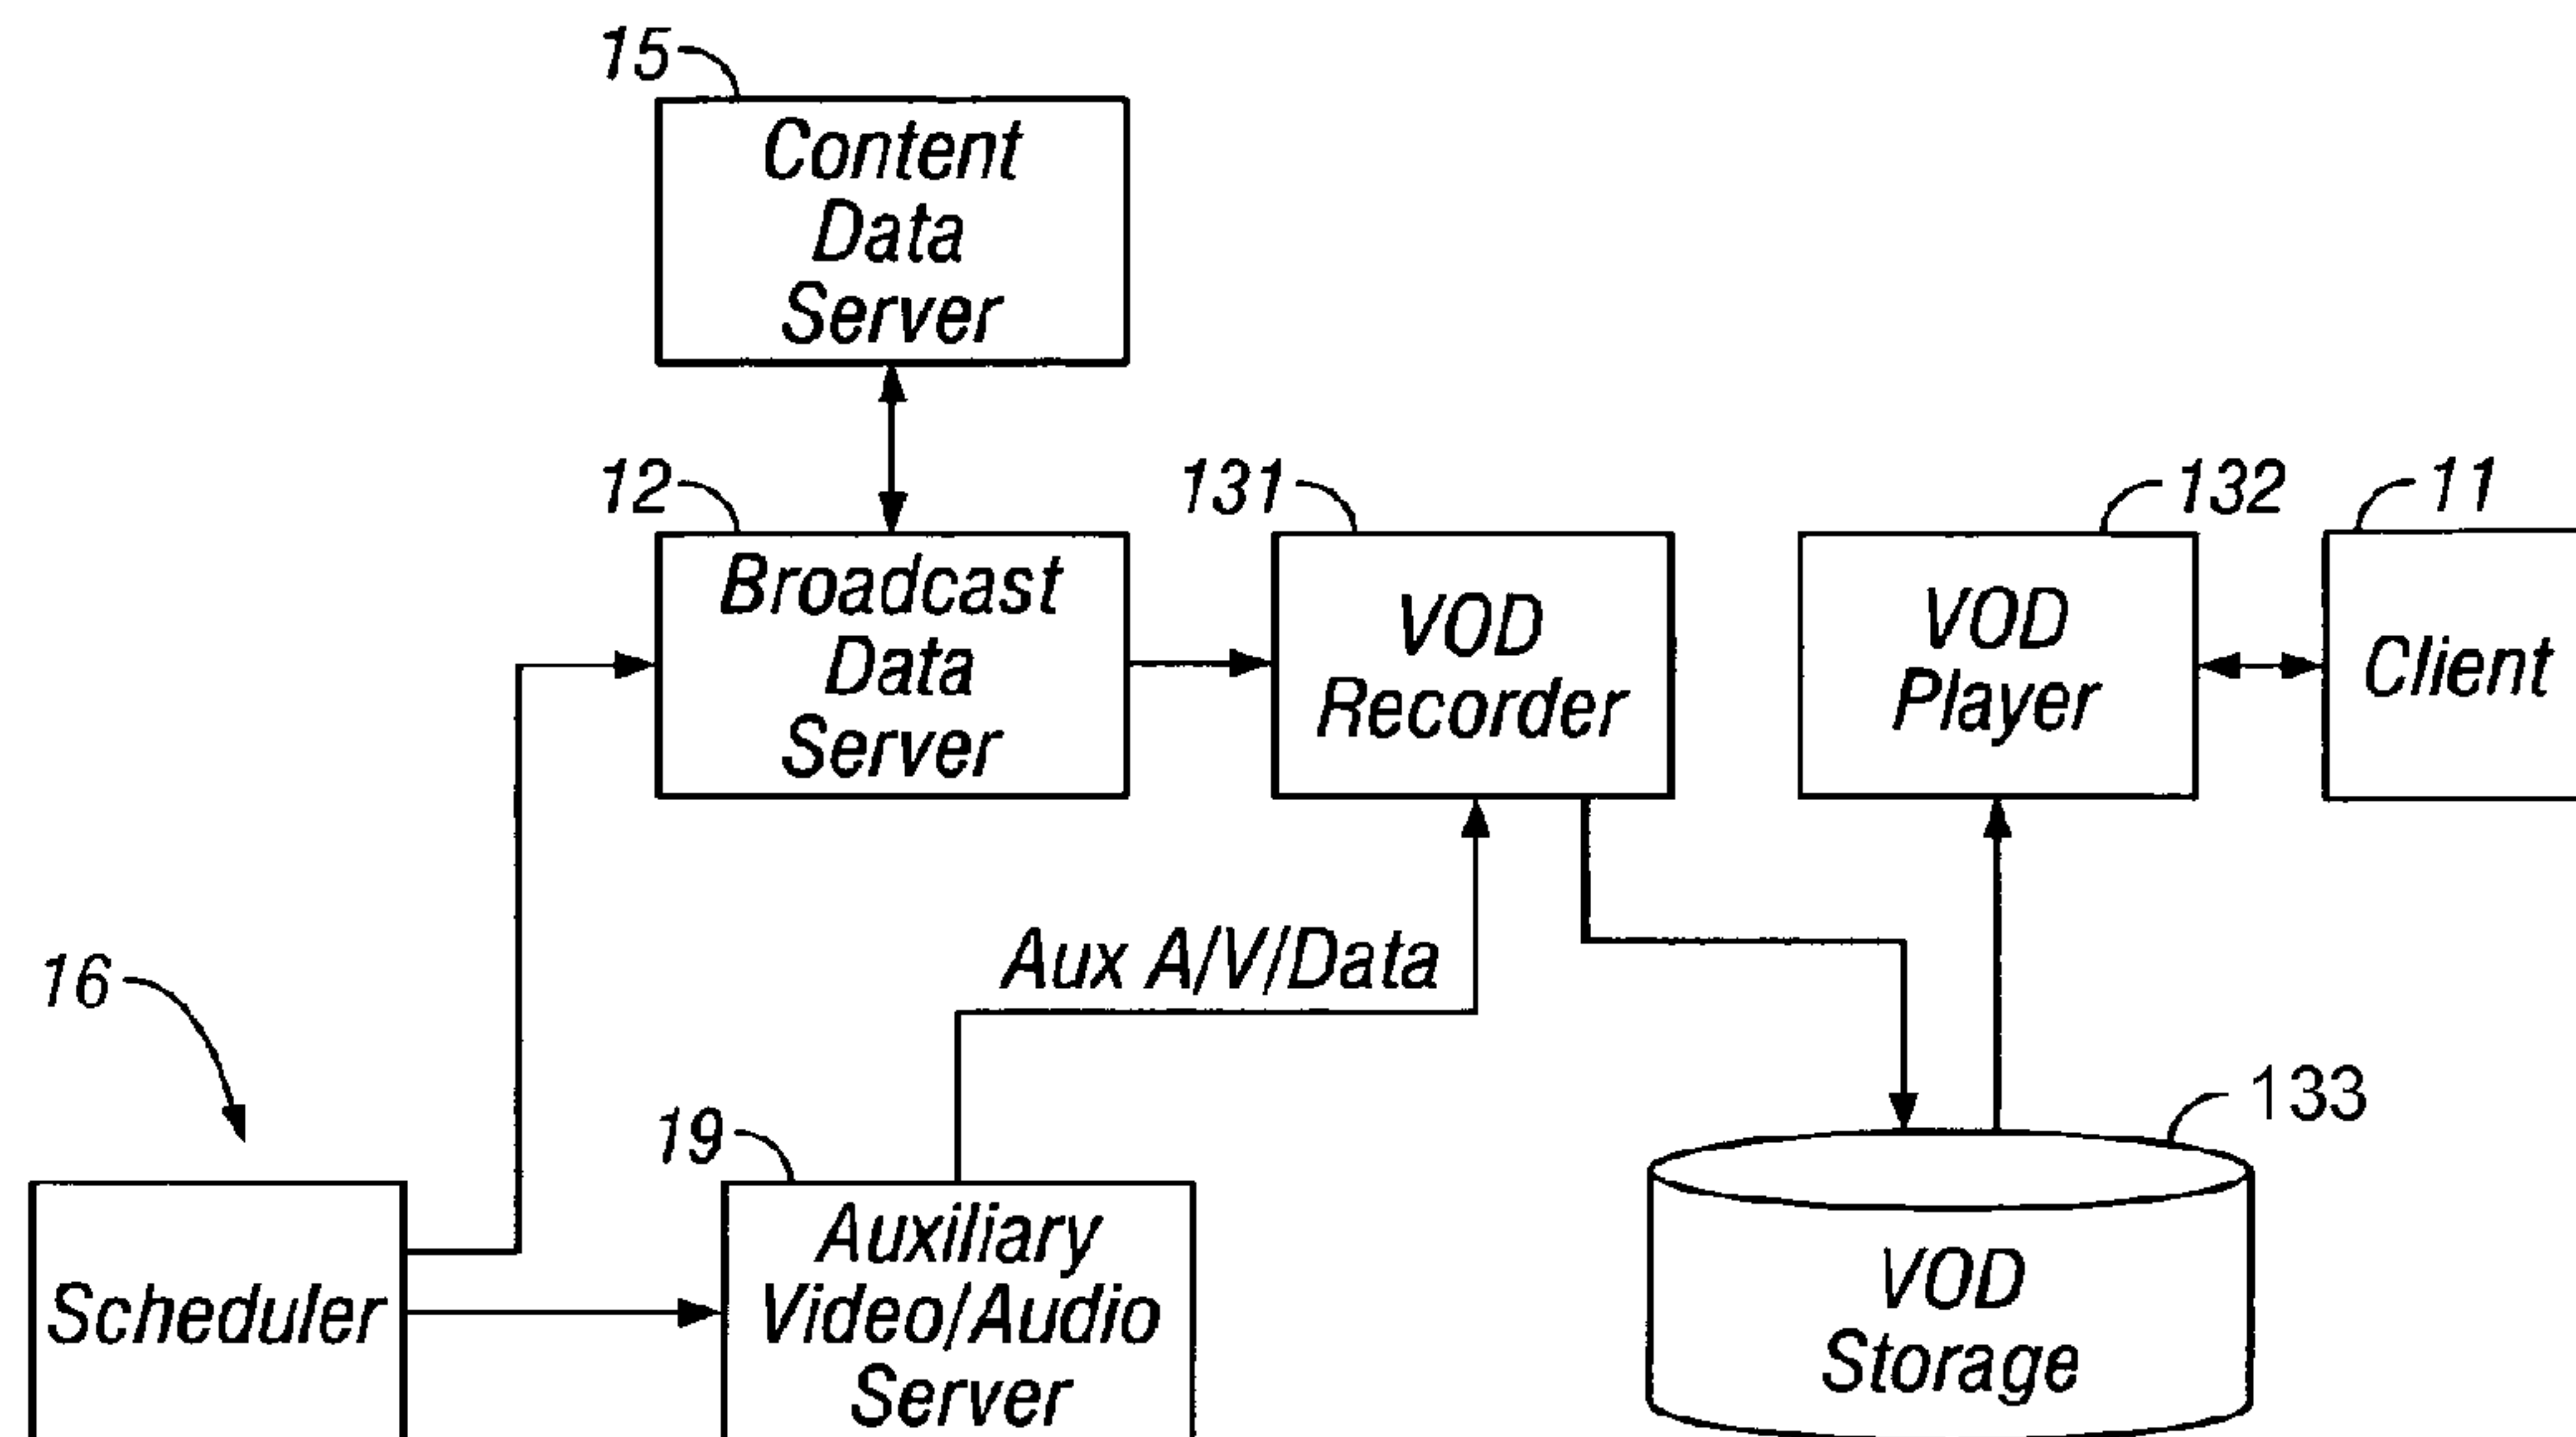 15
Content
Data
Server
12
Broadcast
Data
Server
131
VOD
Recorder
132
VOD
Player
11
Client
Aux A/V/Data
16
Scheduler
19
Auxiliary
Video/Audio
Server
133
VOD
Storage